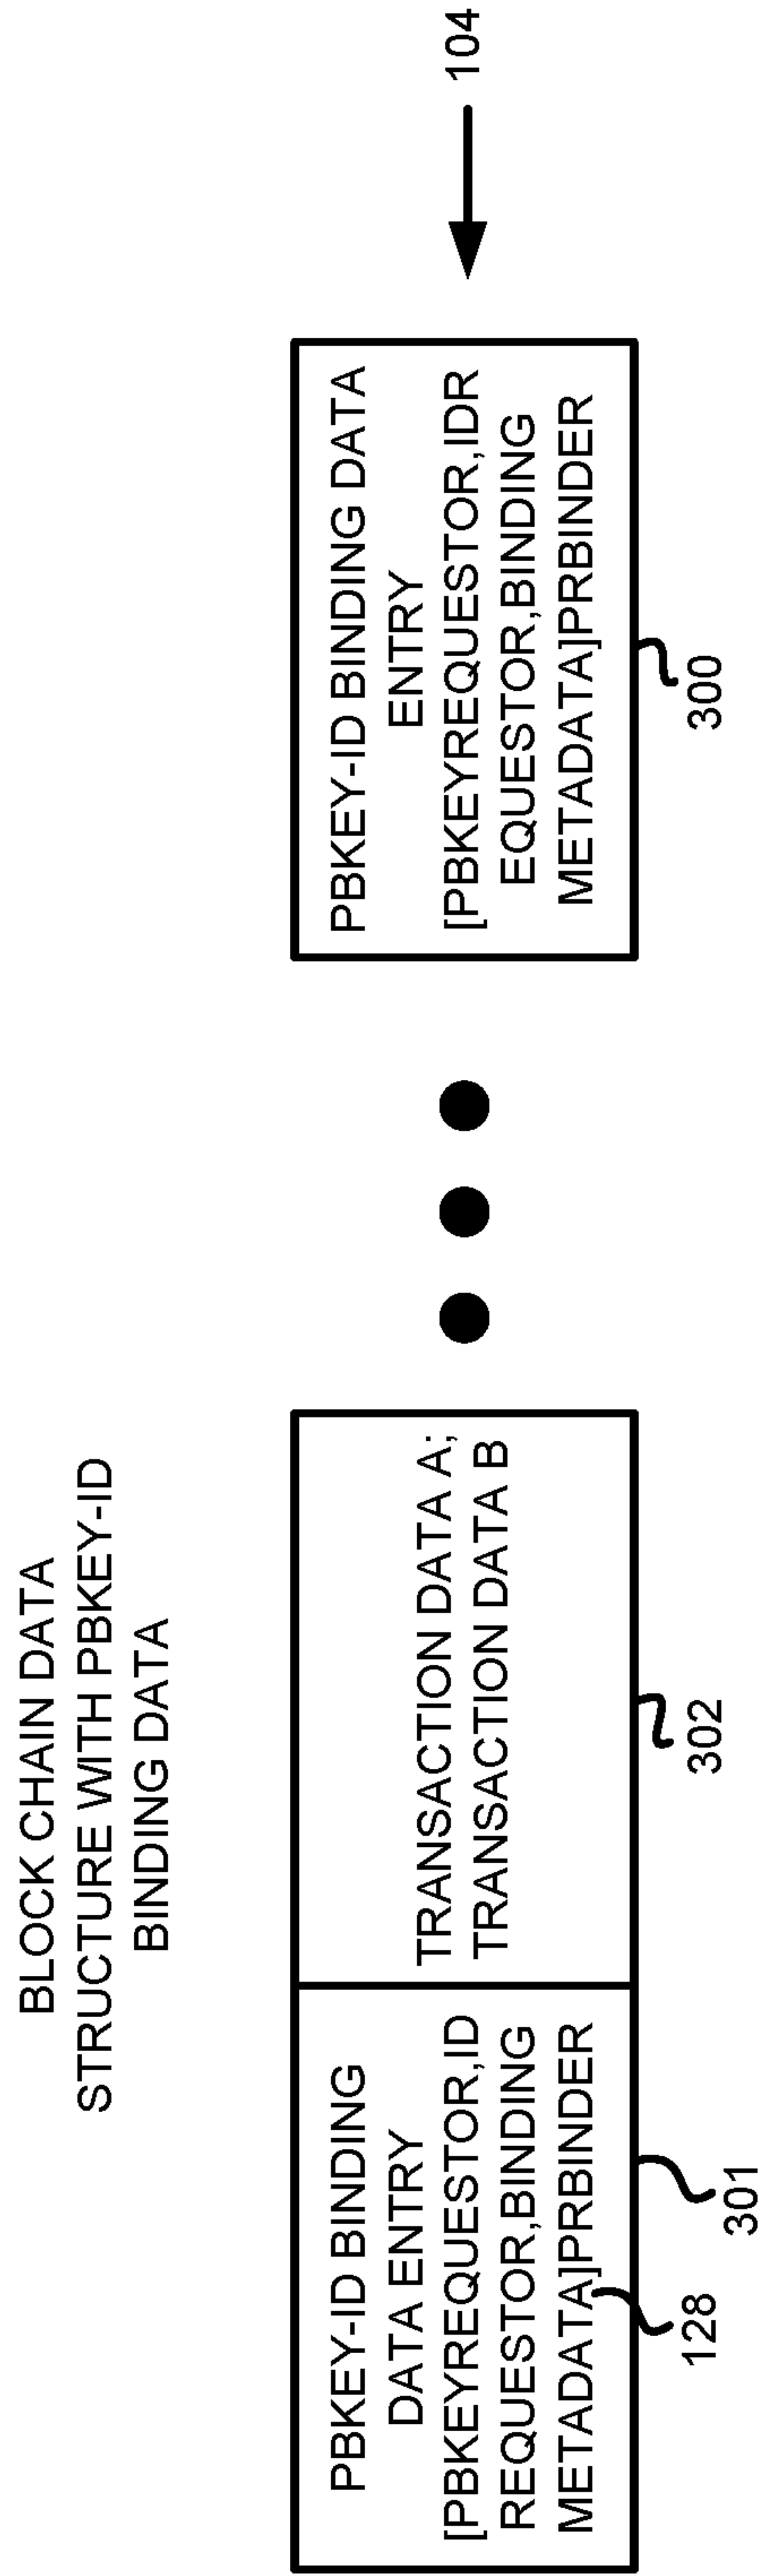 BLOCK CHAIN DATA
STRUCTURE WITH PBKEY-ID
BINDING DATA
PBKEY-ID BINDING
DATA ENTRY
[PBKEYREQUESTOR,ID
REQUESTOR,BINDING
METADATA]PRBINDER
128
301
TRANSACTION DATA A;
TRANSACTION DATA B
302
PBKEY-ID BINDING DATA
ENTRY
[PBKEYREQUESTOR,IDR
EQUESTOR,BINDING
METADATA]PRBINDER
300
104